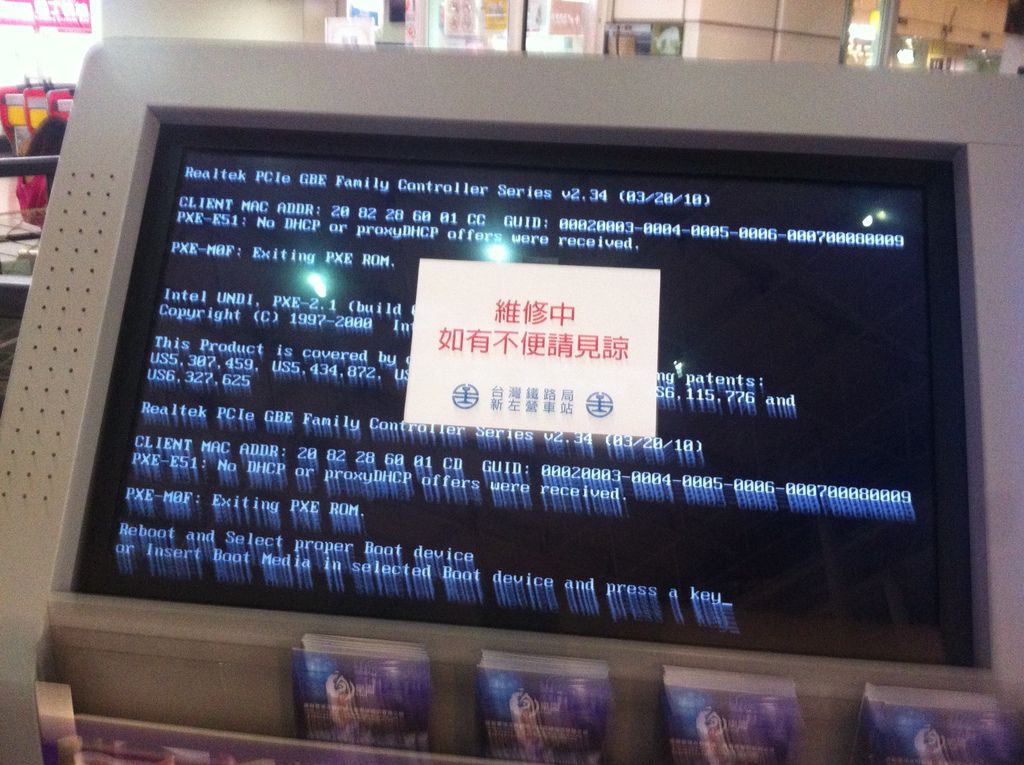 Realtek PCIe GBE Family Controller Series v2.34 (03/20/10)
CLIENT MAC ADDR: 20 82 28 60 01 CC GUID: 00020003-0004-0005-0006-000700080009
PXE-E51: No DHCP or proxyDHCP offers were received.
PXE-M0F: Exiting PXE ROM.
Intel UNDI, PXE-2.1 (build
Copyright (C) 1997-2000
This Product is covered by
ng patents:
US5,307,459, US5,434,872, US
S6,115,776 and
US6,327,625
Realtek PCIe GBE Family Controller Series v2.34 (03/20/10)
CLIENT MAC ADDR: 20 82 28 60 01 CD GUID: 00020003-0004-0005-0006-000700080009
PXE-E51: No DHCP or proxyDHCP offers were received.
PXE-M0F: Exiting PXE ROM.
Reboot and Select proper Boot device
or Insert Boot Media in selected Boot device and press a key_
維修中
如有不便請見諒
台灣鐵路局
新左營車站